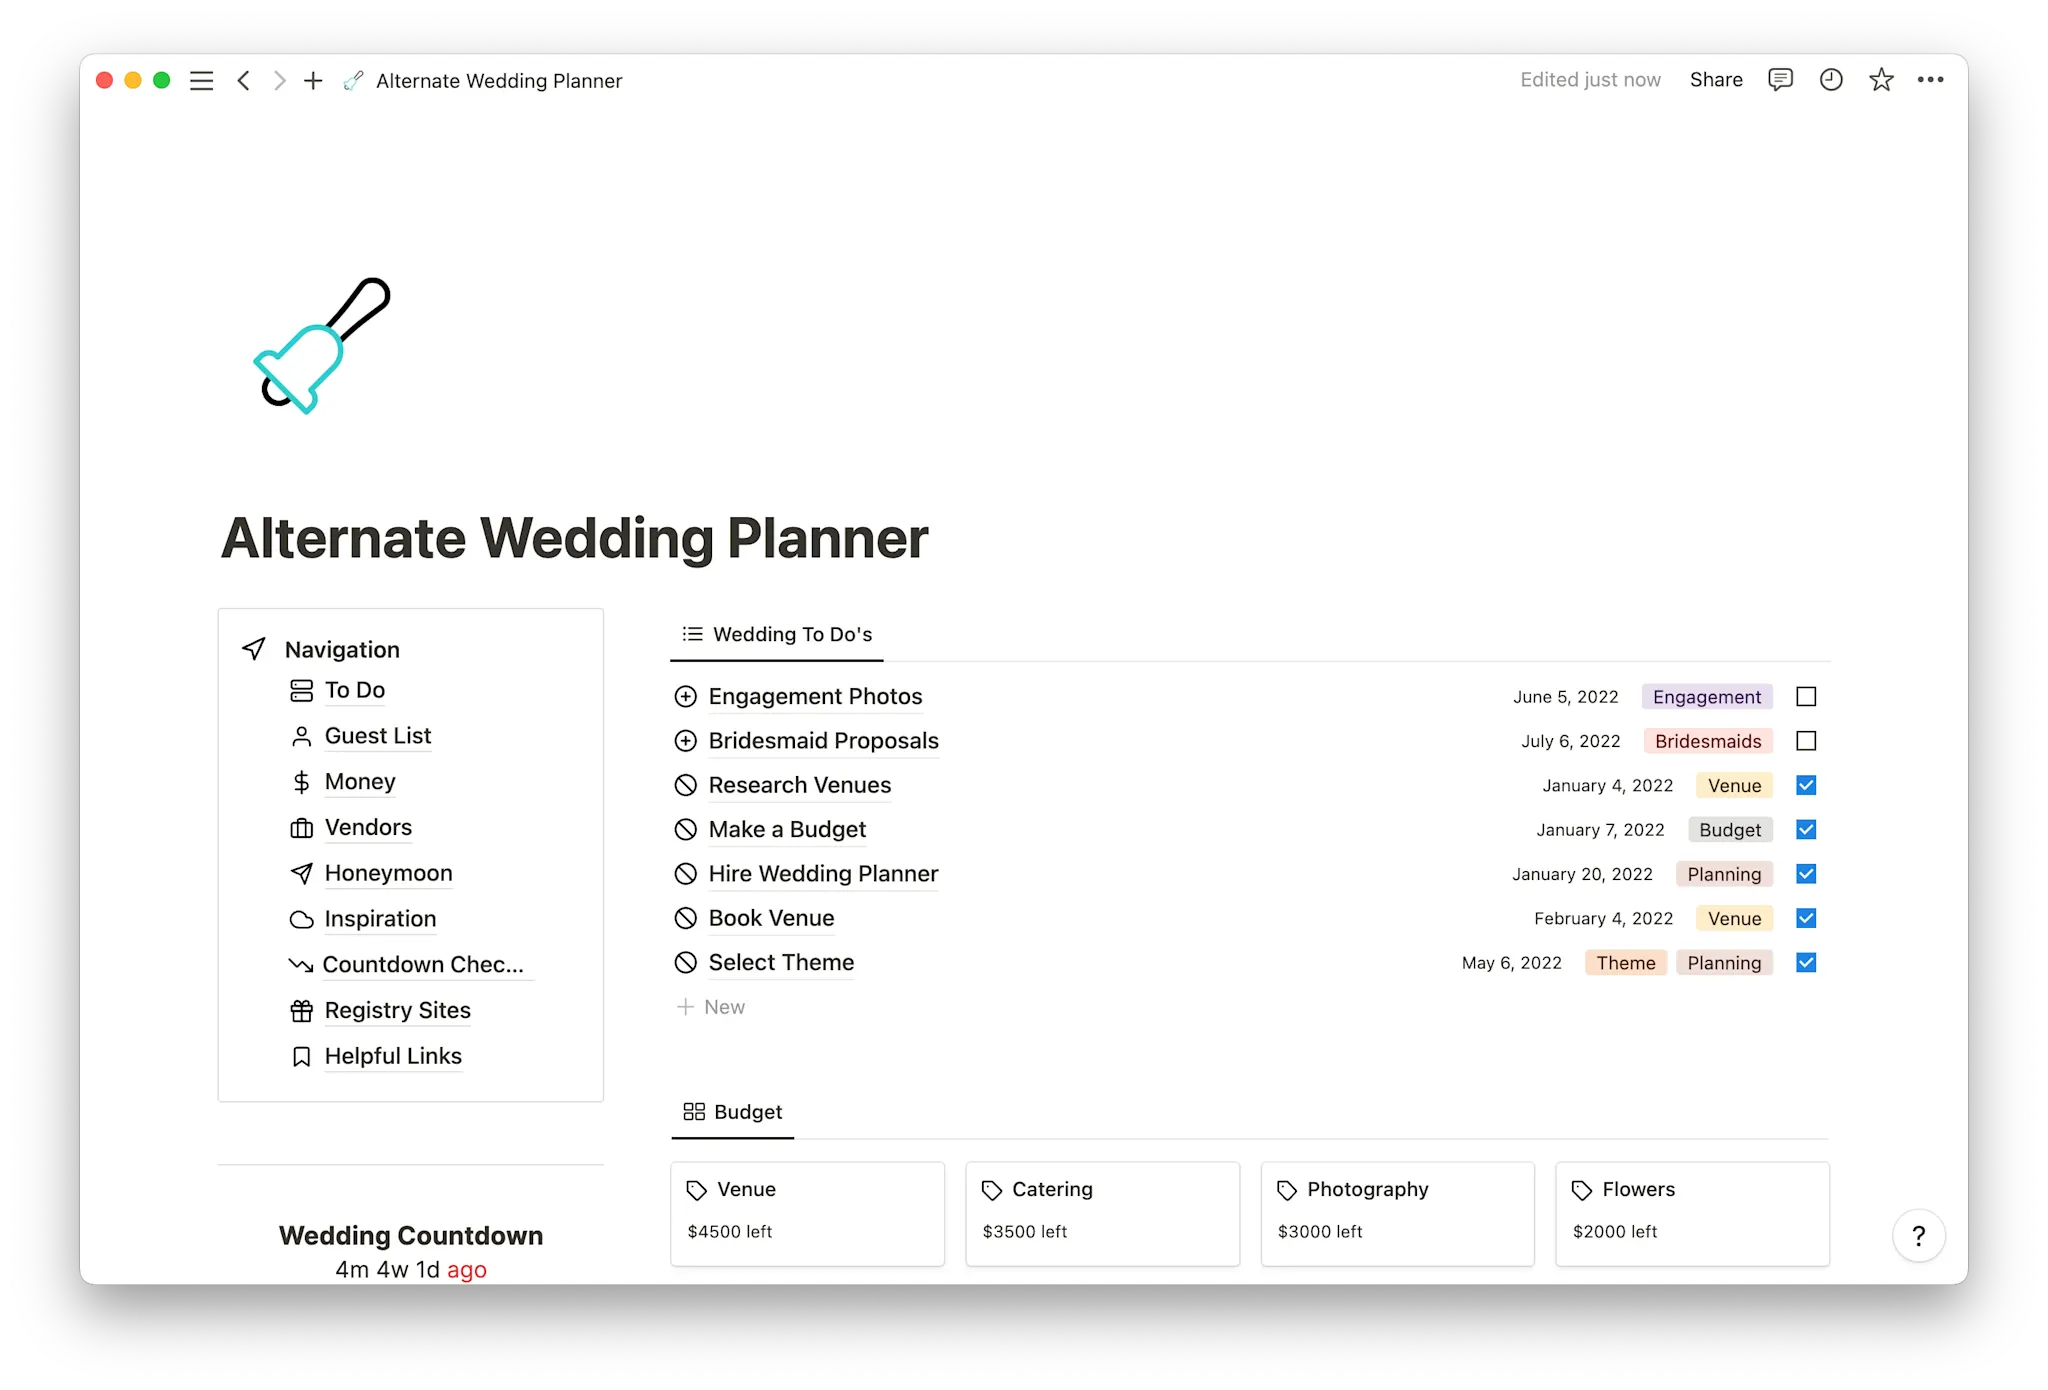 Alternate Wedding Planner
Edited just now
Share
Alternate Wedding Planner
Navigation
To Do
Guest List
Money
Vendors
Honeymoon
Inspiration
Countdown Chec...
Registry Sites
Helpful Links
Wedding Countdown
4m 4w 1d ago
Wedding To Do's
Engagement Photos June 5, 2022 Engagement
Bridesmaid Proposals July 6, 2022 Bridesmaids
Research Venues January 4, 2022 Venue
Make a Budget January 7, 2022 Budget
Hire Wedding Planner January 20, 2022 Planning
Book Venue February 4, 2022 Venue
Select Theme May 6, 2022 Theme Planning
New
Budget
Venue
$4500 left
Catering
$3500 left
Photography
$3000 left
Flowers
$2000 left
?